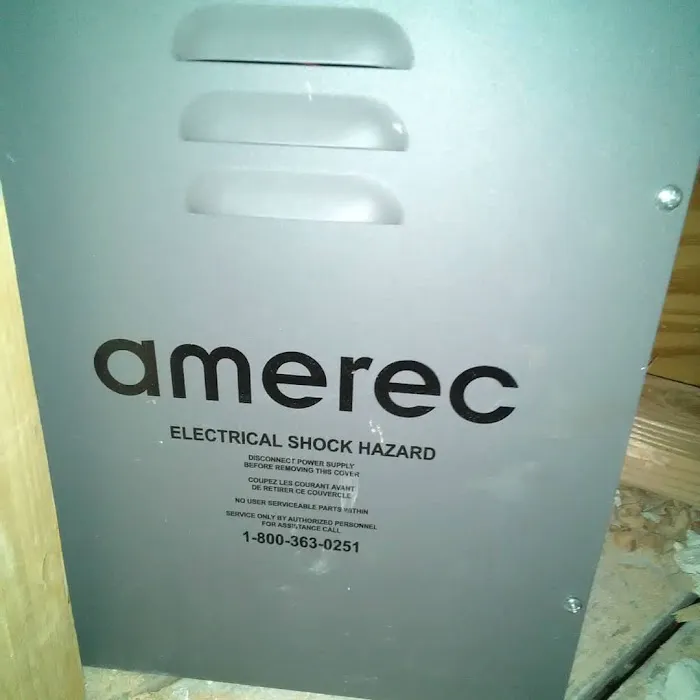 amerec
ELECTRICAL SHOCK HAZARD
DISCONNECT POWER SUPPLY
BEFORE REMOVING THIS COVER
COUPEZ LES COURANT AVANT
DE RETIRER CE COUVERCLE
NO USER SERVICEABLE PARTS WITHIN
SERVICE ONLY BY AUTHORIZED PERSONNEL
FOR ASSISTANCE CALL
1-800-363-0251